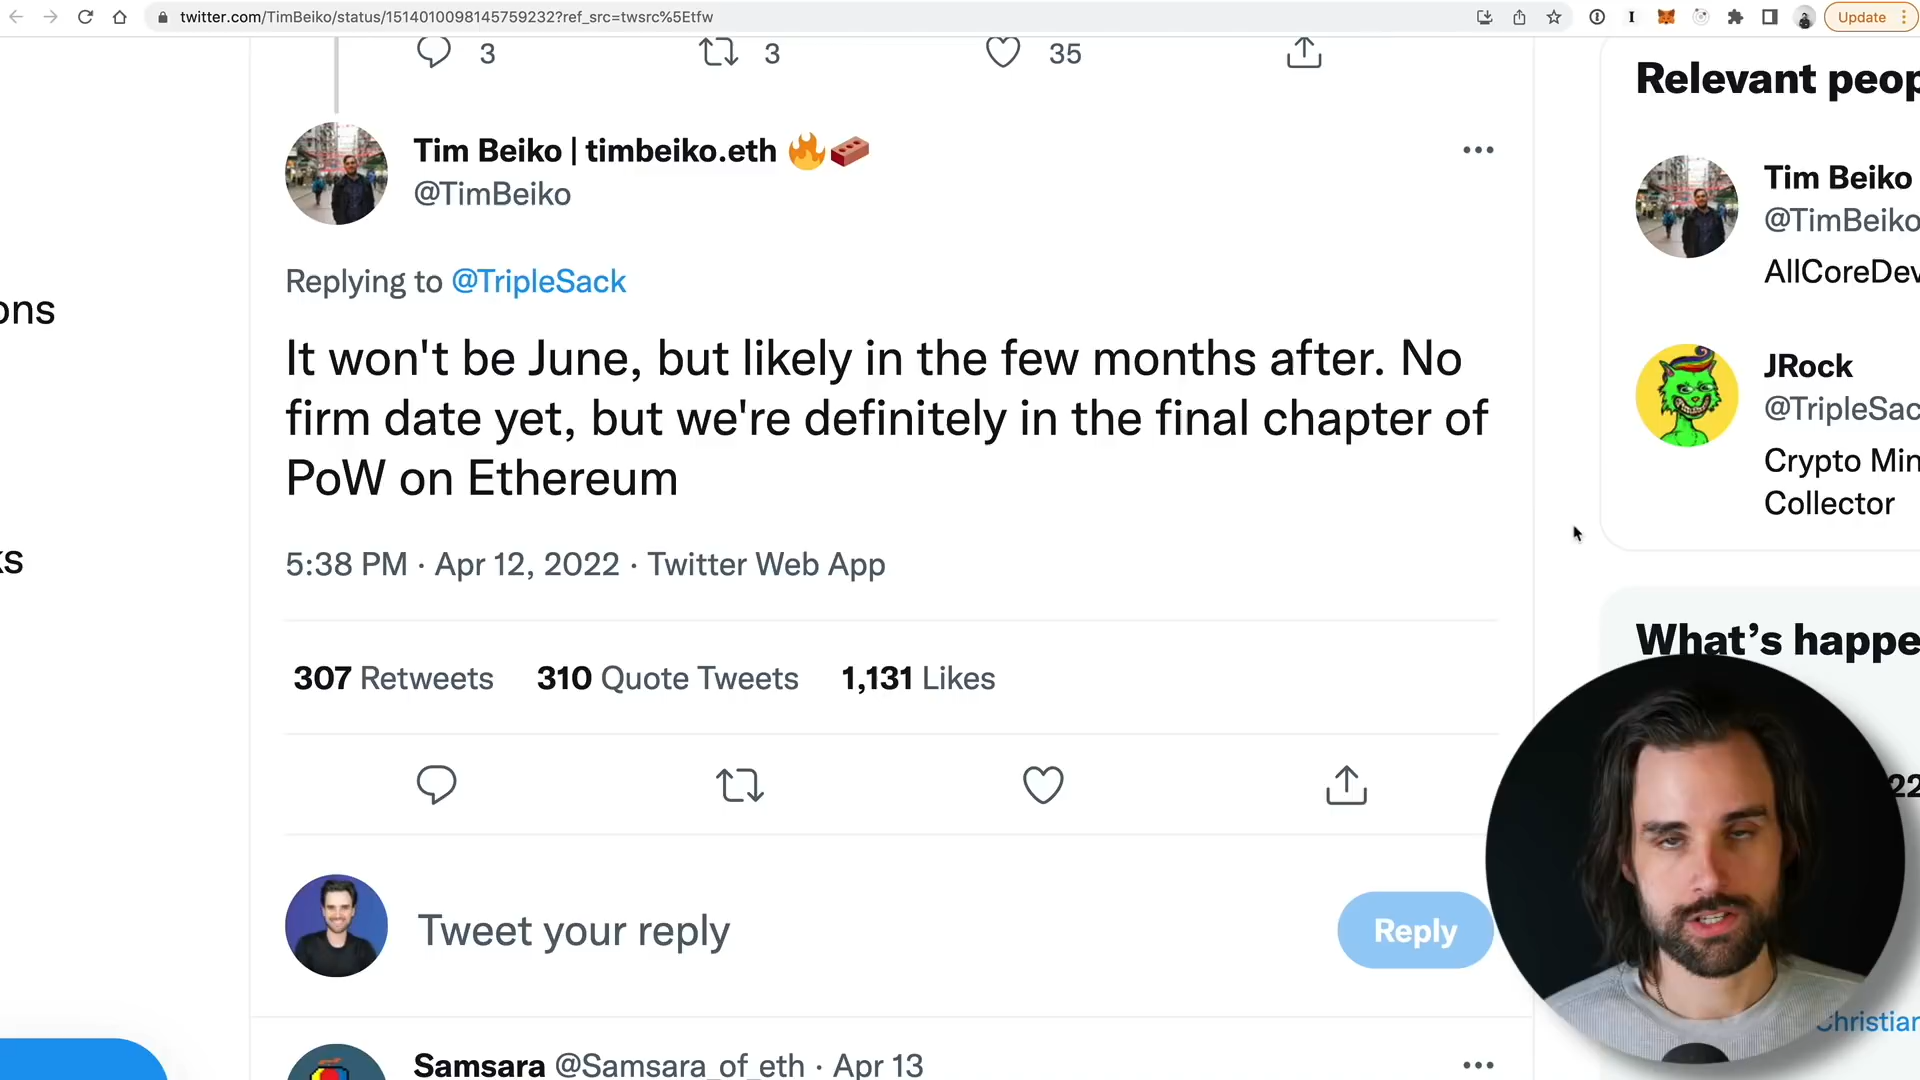 twitter.com/TimBeiko/status/1514010098145759232?ref_src=twsrc%5Etfw
Update
3 3 35
Tim Beiko | timbeiko.eth
@TimBeiko
Replying to @TripleSack
It won't be June, but likely in the few months after. No
firm date yet, but we're definitely in the final chapter of
PoW on Ethereum
5:38 PM · Apr 12, 2022 · Twitter Web App
307 Retweets 310 Quote Tweets 1,131 Likes
Tweet your reply
Reply
Samsara @Samsara_of_eth · Apr 13
ons
ks
Relevant peop
Tim Beiko
@TimBeiko
AllCoreDev
JRock
@TripleSac
Crypto Min
Collector
What's happe
22
Christian